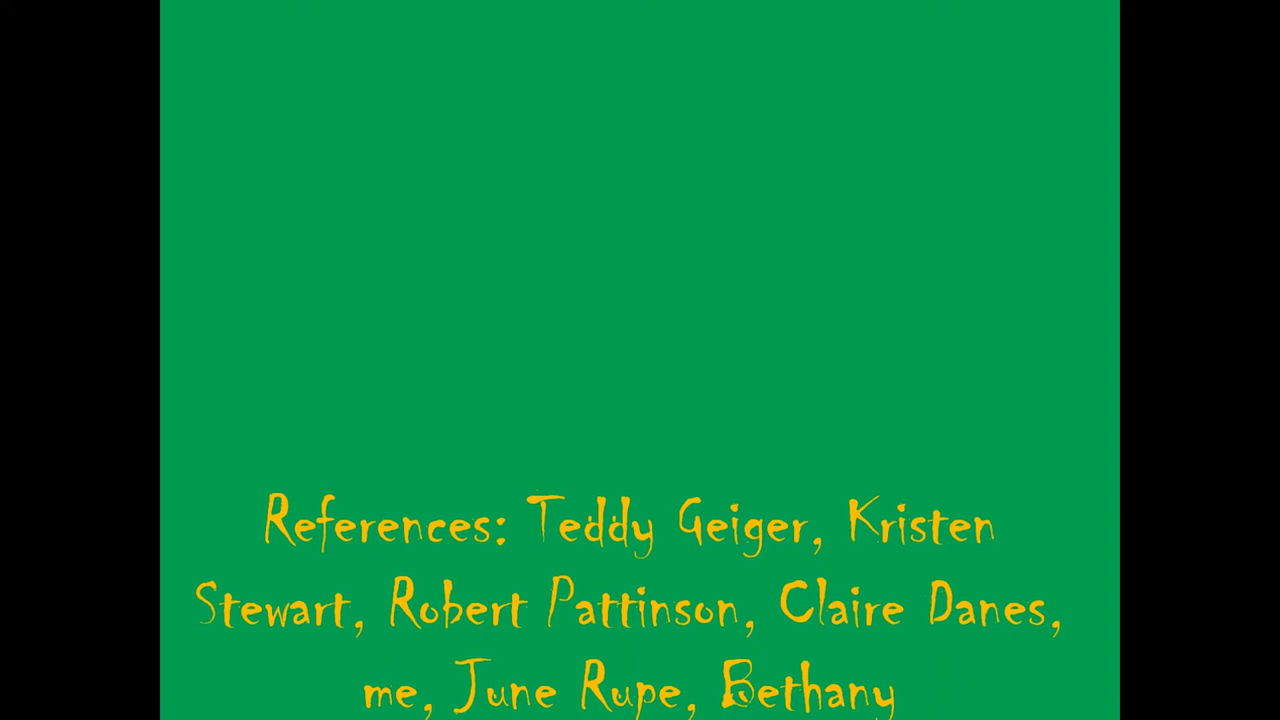 References: Teddy Geiger, Kristen
Stewart, Robert Pattinson, Claire Danes,
me, June Rupe, Bethany